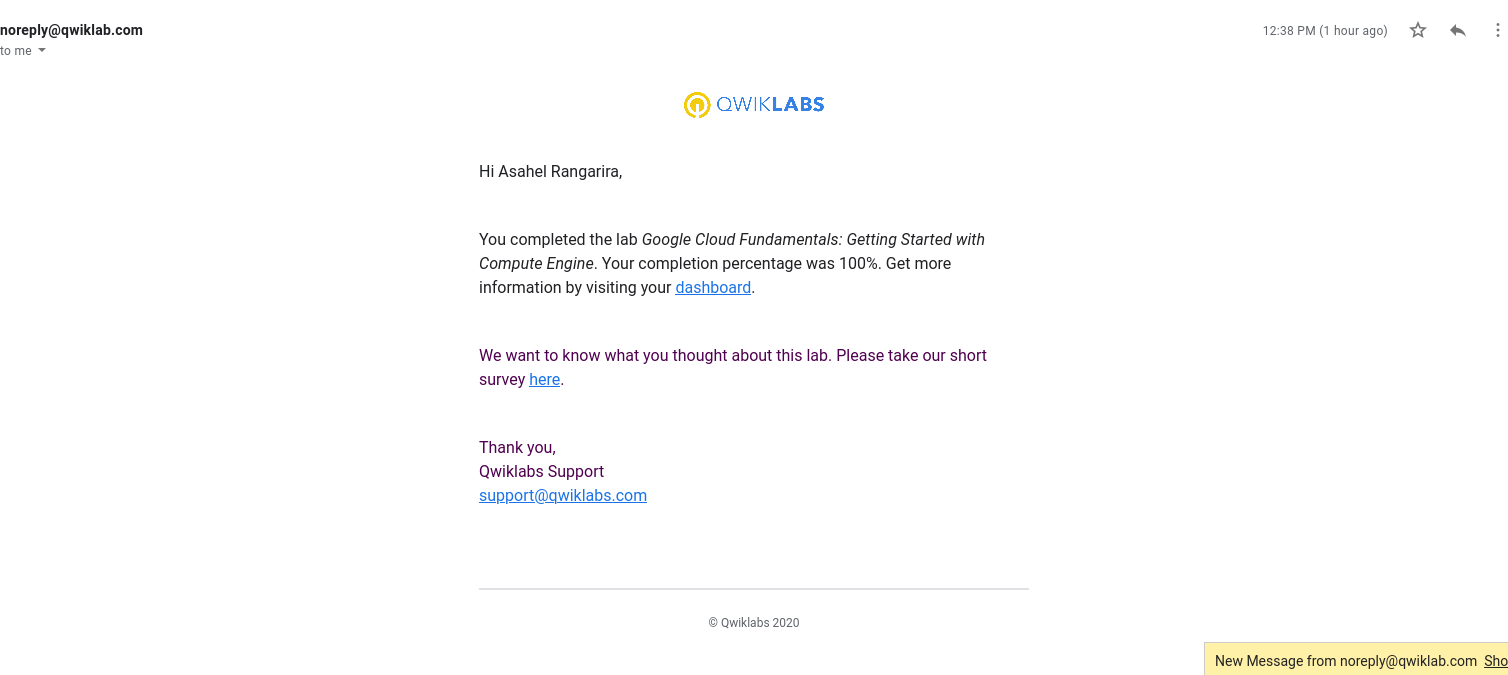 noreply@qwiklab.com
12:38 PM (1 hour ago)
to me
QWIKLABS
Hi Asahel Rangarira,
You completed the lab Google Cloud Fundamentals: Getting Started with
Compute Engine. Your completion percentage was 100%. Get more
information by visiting your dashboard.
We want to know what you thought about this lab. Please take our short
survey here.
Thank you,
Qwiklabs Support
support@qwiklabs.com
© Qwiklabs 2020
New Message from noreply@qwiklab.com Sho